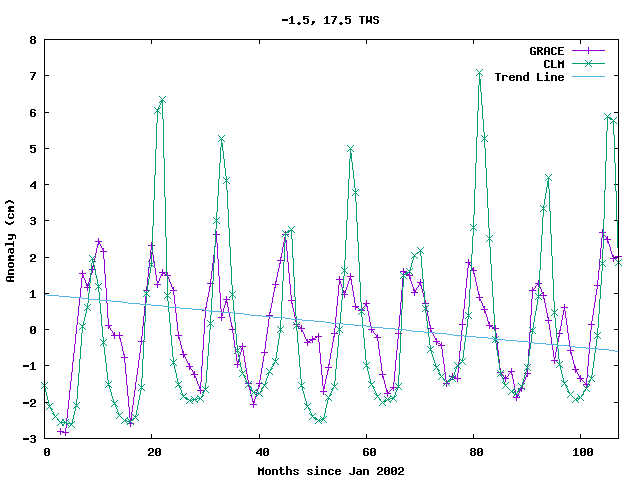 -1.5, 17.5 TWS
GRACE
CLM
Trend Line
8
7
6
5
4
3
2
1
0
-1
-2
-3
Anomaly (cm)
0 20 40 60 80 100
Months since Jan 2002